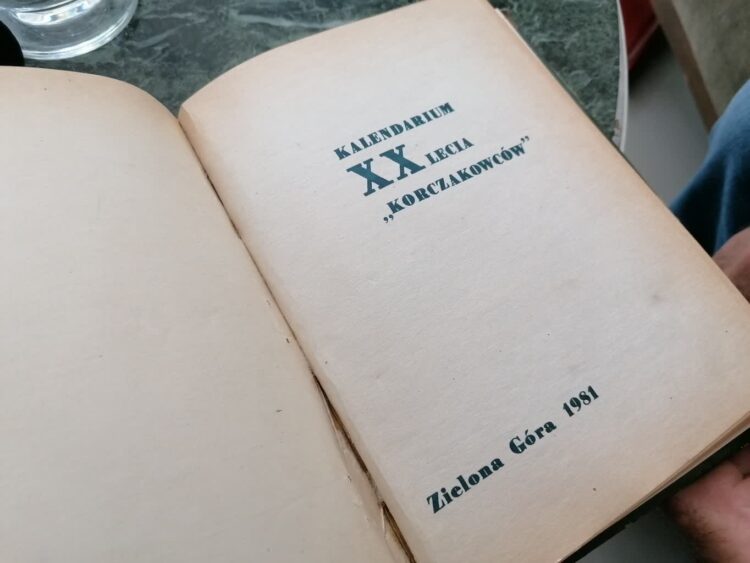 KALENDARIUM
XX LECIA
„KORCZAKOWCÓW”
Zielona Góra 1981